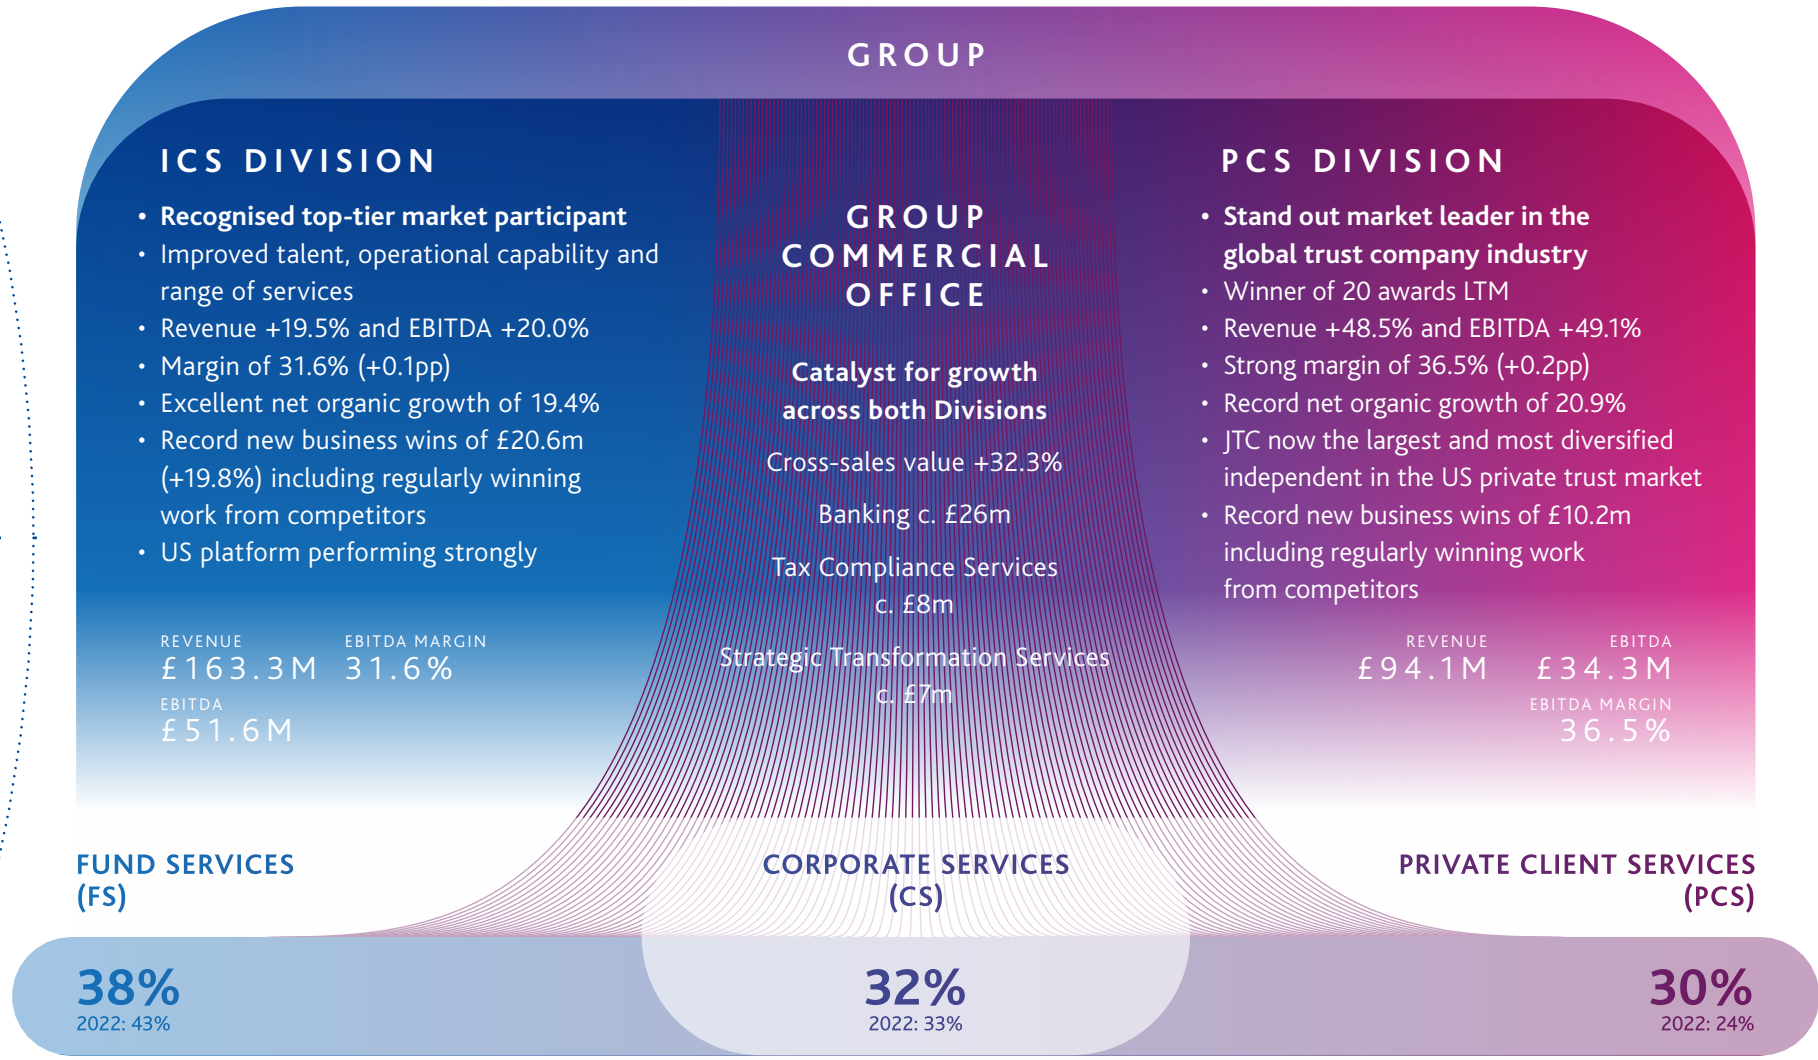 GROUP
ICS DIVISION
• Recognised top-tier market participant
• Improved talent, operational capability and
range of services
• Revenue +19.5% and EBITDA +20.0%
• Margin of 31.6% (+0.1pp)
• Excellent net organic growth of 19.4%
• Record new business wins of £20.6m
(+19.8%) including regularly winning
work from competitors
• US platform performing strongly
REVENUE
£163.3M
EBITDA MARGIN
31.6%
EBITDA
£51.6M
GROUP
COMMERCIAL
OFFICE
Catalyst for growth
across both Divisions
Cross-sales value +32.3%
Banking c. £26m
Tax Compliance Services
c. £8m
Strategic Transformation Services
c. £7m
PCS DIVISION
• Stand out market leader in the
global trust company industry
• Winner of 20 awards LTM
• Revenue +48.5% and EBITDA +49.1%
• Strong margin of 36.5% (+0.2pp)
• Record net organic growth of 20.9%
• JTC now the largest and most diversified
independent in the US private trust market
• Record new business wins of £10.2m
including regularly winning work
from competitors
REVENUE
£94.1M
EBITDA
£34.3M
EBITDA MARGIN
36.5%
FUND SERVICES
(FS)
38%
2022: 43%
CORPORATE SERVICES
(CS)
32%
2022: 33%
PRIVATE CLIENT SERVICES
(PCS)
30%
2022: 24%